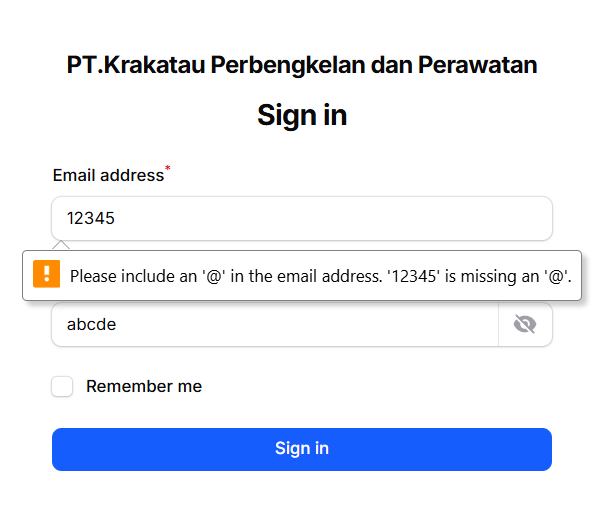 PT.Krakatau Perbengkelan dan Perawatan
Sign in
Email address*
12345
Please include an '@' in the email address. '12345' is missing an '@'.
abcde
Remember me
Sign in